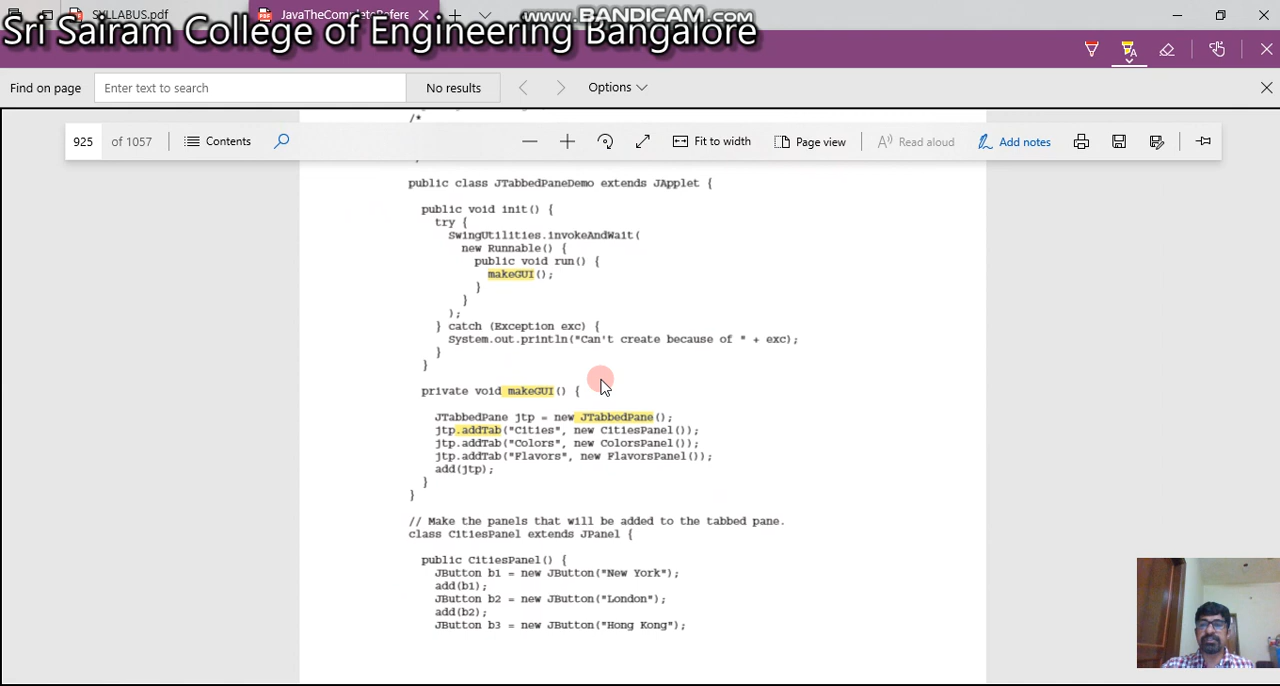 SYLLABUS.pdf
JavaTheCompleteRefere
www.BANDICAM.com
Sri Sairam College of Engineering Bangalore
Find on page
Enter text to search
No results
Options
/*
925 of 1057
Contents
Fit to width
Page view
Read aloud
Add notes
public class JTabbedPaneDemo extends JApplet {
public void init() {
try {
SwingUtilities.invokeAndWait(
new Runnable() {
public void run() {
makeGUI();
}
}
);
} catch (Exception exc) {
System.out.println("Can't create because of " + exc);
}
}
private void makeGUI() {
JTabbedPane jtp = new JTabbedPane();
jtp.addTab("Cities", new CitiesPanel());
jtp.addTab("Colors", new ColorsPanel());
jtp.addTab("Flavors", new FlavorsPanel());
add(jtp);
}
}
// Make the panels that will be added to the tabbed pane.
class CitiesPanel extends JPanel {
public CitiesPanel() {
JButton b1 = new JButton("New York");
add(b1);
JButton b2 = new JButton("London");
add(b2);
JButton b3 = new JButton("Hong Kong");